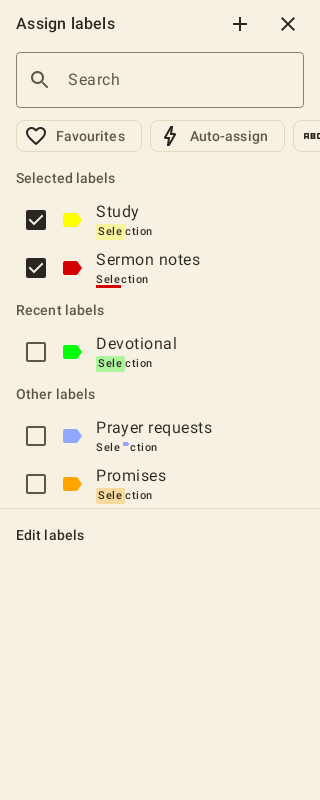 Assign labels
Search
Favourites
Auto-assign
ABC
Selected labels
Study
Selection
Sermon notes
Selection
Recent labels
Devotional
Selection
Other labels
Prayer requests
Selection
Promises
Selection
Edit labels